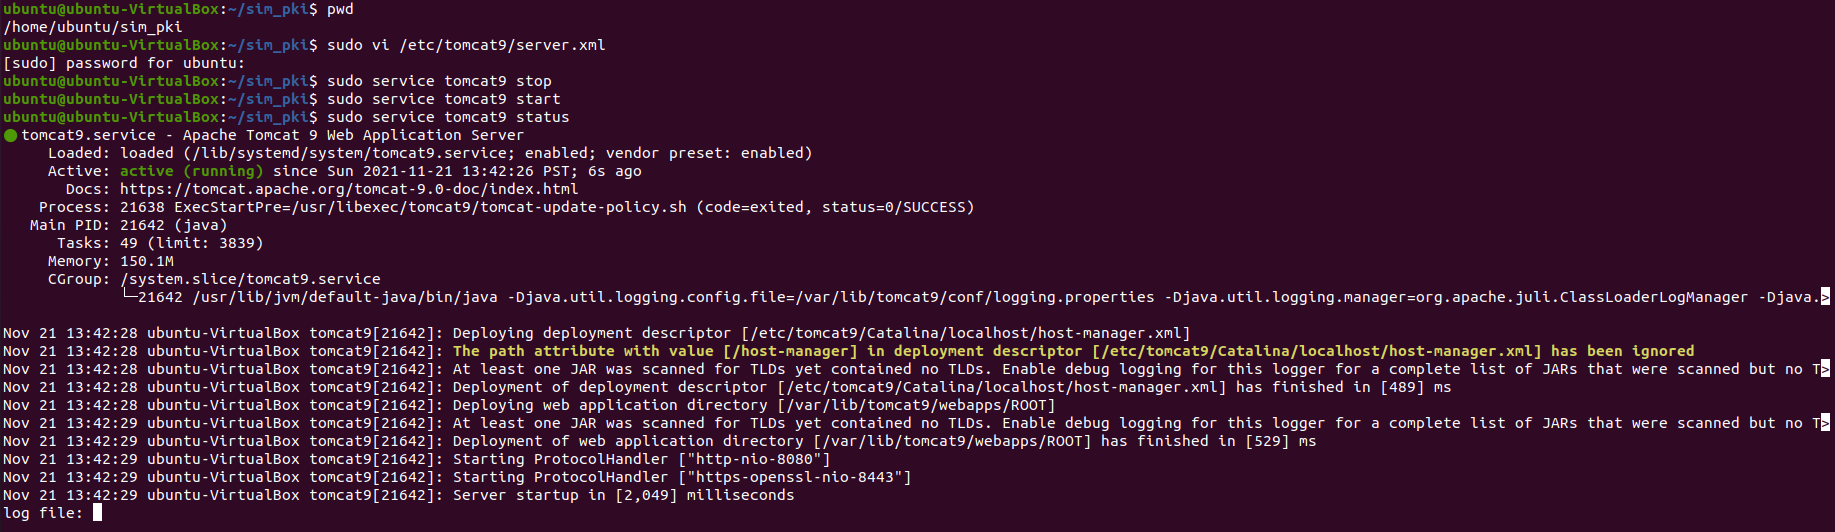 ubuntu@ubuntu-VirtualBox:~/sim_pki$ pwd
/home/ubuntu/sim_pki
ubuntu@ubuntu-VirtualBox:~/sim_pki$ sudo vi /etc/tomcat9/server.xml
[sudo] password for ubuntu:
ubuntu@ubuntu-VirtualBox:~/sim_pki$ sudo service tomcat9 stop
ubuntu@ubuntu-VirtualBox:~/sim_pki$ sudo service tomcat9 start
ubuntu@ubuntu-VirtualBox:~/sim_pki$ sudo service tomcat9 status
● tomcat9.service - Apache Tomcat 9 Web Application Server
     Loaded: loaded (/lib/systemd/system/tomcat9.service; enabled; vendor preset: enabled)
     Active: active (running) since Sun 2021-11-21 13:42:26 PST; 6s ago
       Docs: https://tomcat.apache.org/tomcat-9.0-doc/index.html
    Process: 21638 ExecStartPre=/usr/libexec/tomcat9/tomcat-update-policy.sh (code=exited, status=0/SUCCESS)
   Main PID: 21642 (java)
      Tasks: 49 (limit: 3839)
     Memory: 150.1M
     CGroup: /system.slice/tomcat9.service
             └─21642 /usr/lib/jvm/default-java/bin/java -Djava.util.logging.config.file=/var/lib/tomcat9/conf/logging.properties -Djava.util.logging.manager=org.apache.juli.ClassLoaderLogManager -Djava.>
Nov 21 13:42:28 ubuntu-VirtualBox tomcat9[21642]: Deploying deployment descriptor [/etc/tomcat9/Catalina/localhost/host-manager.xml]
Nov 21 13:42:28 ubuntu-VirtualBox tomcat9[21642]: The path attribute with value [/host-manager] in deployment descriptor [/etc/tomcat9/Catalina/localhost/host-manager.xml] has been ignored
Nov 21 13:42:28 ubuntu-VirtualBox tomcat9[21642]: At least one JAR was scanned for TLDs yet contained no TLDs. Enable debug logging for this logger for a complete list of JARs that were scanned but no T>
Nov 21 13:42:28 ubuntu-VirtualBox tomcat9[21642]: Deployment of deployment descriptor [/etc/tomcat9/Catalina/localhost/host-manager.xml] has finished in [489] ms
Nov 21 13:42:28 ubuntu-VirtualBox tomcat9[21642]: Deploying web application directory [/var/lib/tomcat9/webapps/ROOT]
Nov 21 13:42:29 ubuntu-VirtualBox tomcat9[21642]: At least one JAR was scanned for TLDs yet contained no TLDs. Enable debug logging for this logger for a complete list of JARs that were scanned but no T>
Nov 21 13:42:29 ubuntu-VirtualBox tomcat9[21642]: Deployment of web application directory [/var/lib/tomcat9/webapps/ROOT] has finished in [529] ms
Nov 21 13:42:29 ubuntu-VirtualBox tomcat9[21642]: Starting ProtocolHandler ["http-nio-8080"]
Nov 21 13:42:29 ubuntu-VirtualBox tomcat9[21642]: Starting ProtocolHandler ["https-openssl-nio-8443"]
Nov 21 13:42:29 ubuntu-VirtualBox tomcat9[21642]: Server startup in [2,049] milliseconds
log file: